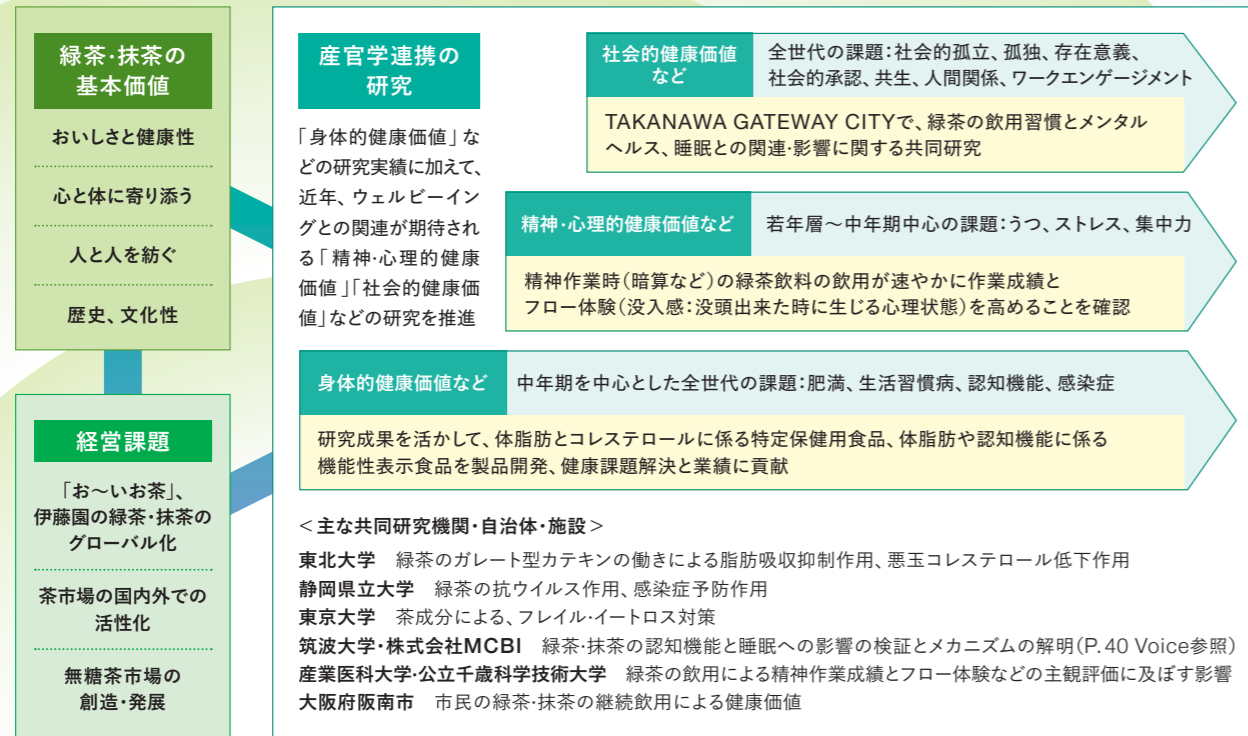 緑茶・抹茶の
基本価値
おいしさと健康性
心と体に寄り添う
人と人を紡ぐ
歴史、文化性
経営課題
「お～いお茶」、
伊藤園の緑茶・抹茶の
グローバル化
茶市場の国内外での
活性化
無糖茶市場の
創造・発展
産官学連携の
研究
「身体的健康価値」な
どの研究実績に加えて、
近年、ウェルビーイン
グとの関連が期待され
る「精神・心理的健康
価値」「社会的健康価
値」などの研究を推進
社会的健康価値
など
全世代の課題：社会的孤立、孤独、存在意義、
社会的承認、共生、人間関係、ワークエンゲージメント
TAKANAWA GATEWAY CITYで、緑茶の飲用習慣とメンタル
ヘルス、睡眠との関連・影響に関する共同研究
精神・心理的健康価値など　若年層～中年期中心の課題：うつ、ストレス、集中力
精神作業時（暗算など）の緑茶飲料の飲用が速やかに作業成績と
フロー体験（没入感：没頭出来た時に生じる心理状態）を高めることを確認
身体的健康価値など　中年期を中心とした全世代の課題：肥満、生活習慣病、認知機能、感染症
研究成果を活かして、体脂肪とコレステロールに係る特定保健用食品、体脂肪や認知機能に係る
機能性表示食品を製品開発、健康課題解決と業績に貢献
＜主な共同研究機関・自治体・施設＞
東北大学　緑茶のガレート型カテキンの働きによる脂肪吸収抑制作用、悪玉コレステロール低下作用
静岡県立大学　緑茶の抗ウイルス作用、感染症予防作用
東京大学　茶成分による、フレイル・イートロス対策
筑波大学・株式会社MCBI　緑茶・抹茶の認知機能と睡眠への影響の検証とメカニズムの解明（P.40 Voice参照）
産業医科大学・公立千歳科学技術大学　緑茶の飲用による精神作業成績とフロー体験などの主観評価に及ぼす影響
大阪府阪南市　市民の緑茶・抹茶の継続飲用による健康価値